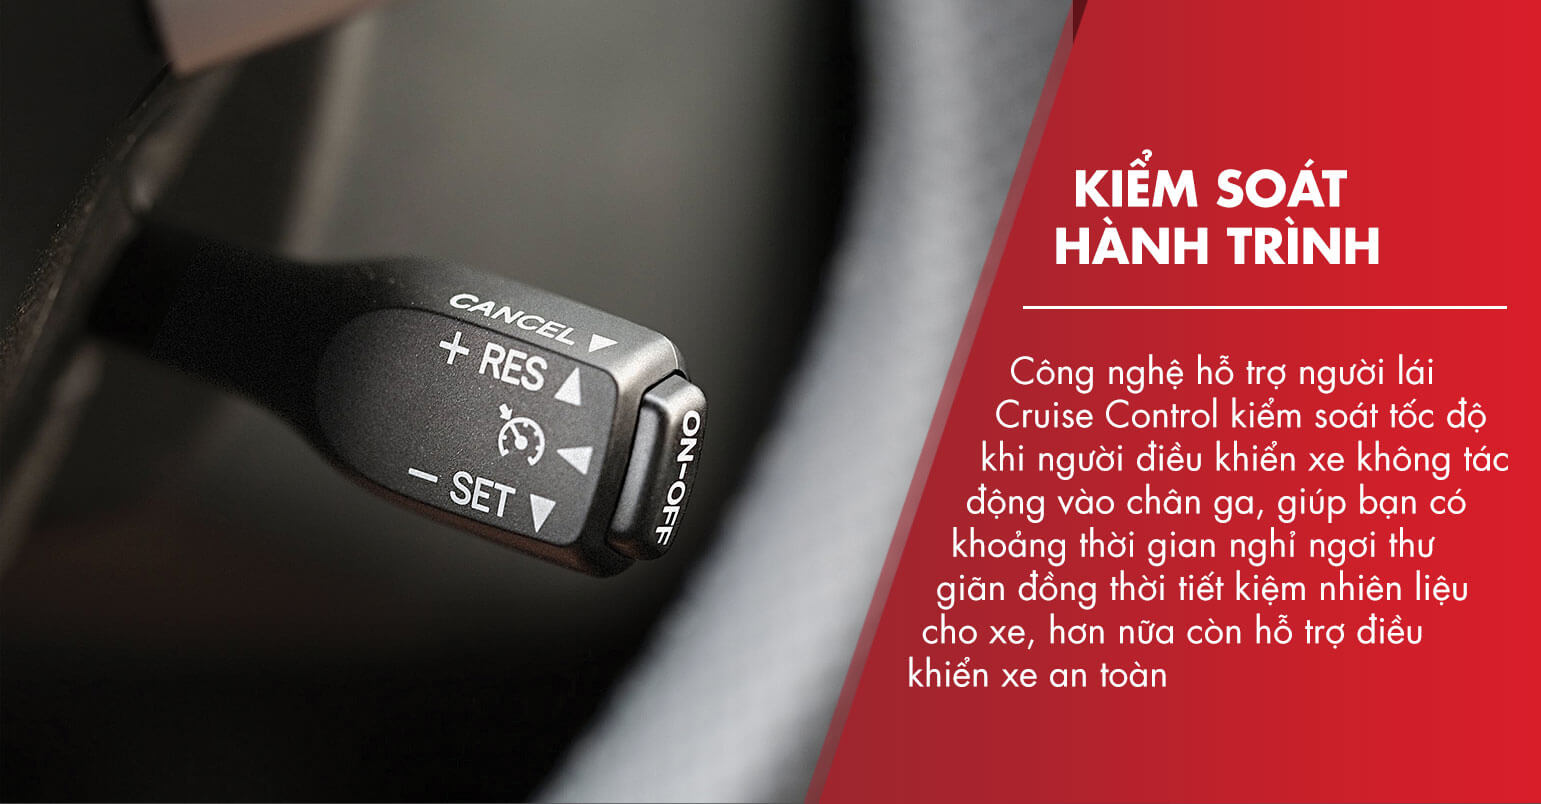 CANCEL ▼
+ RES ▲
◀
− SET ▼
ON–OFF
KIỂM SOÁT
HÀNH TRÌNH
Công nghệ hỗ trợ người lái
Cruise Control kiểm soát tốc độ
khi người điều khiển xe không tác
động vào chân ga, giúp bạn có
khoảng thời gian nghỉ ngơi thư
giãn đồng thời tiết kiệm nhiên liệu
cho xe, hơn nữa còn hỗ trợ điều
khiển xe an toàn